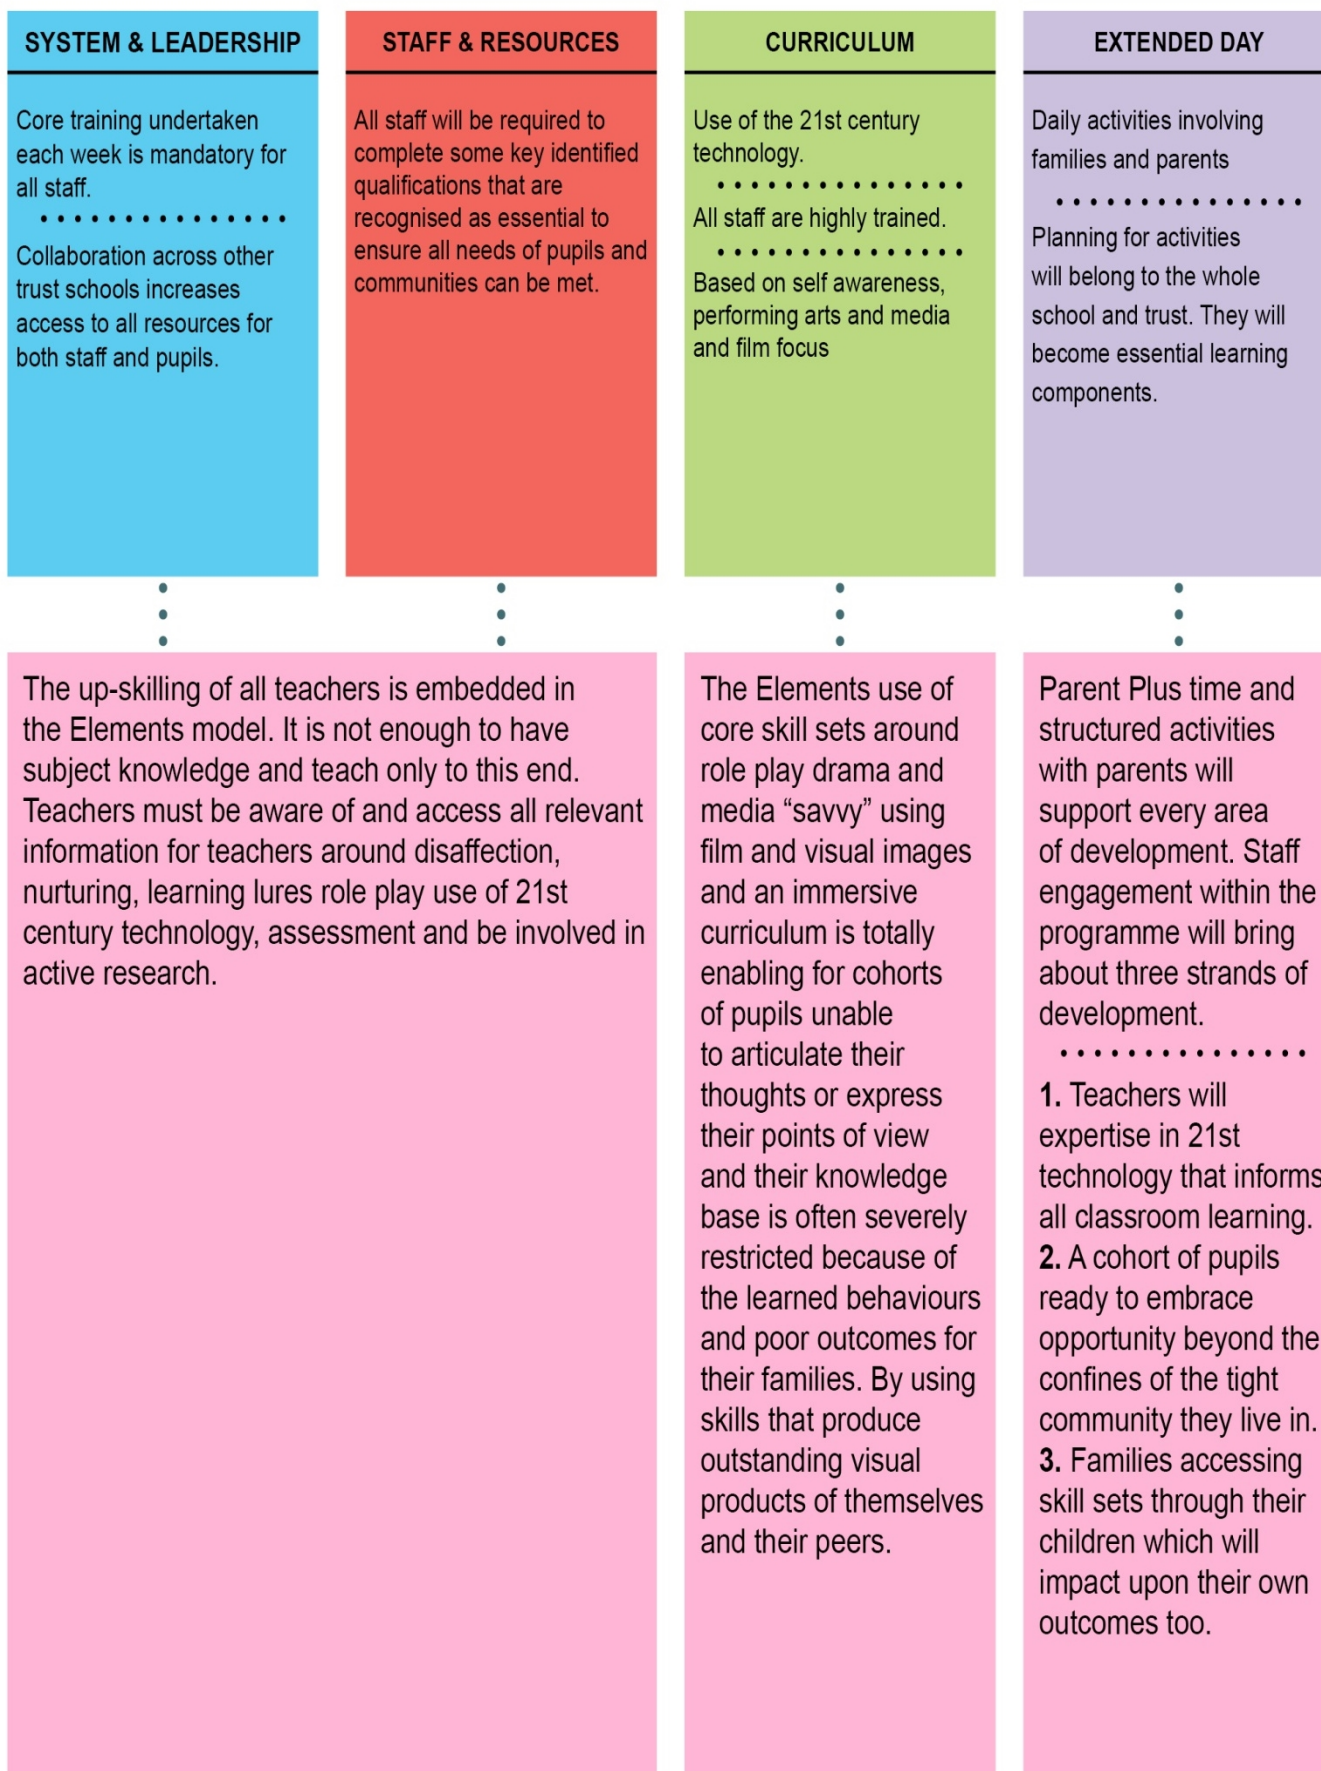 SYSTEM & LEADERSHIP
Core training undertaken
each week is mandatory for
all staff.
Collaboration across other
trust schools increases
access to all resources for
both staff and pupils.
STAFF & RESOURCES
All staff will be required to
complete some key identified
qualifications that are
recognised as essential to
ensure all needs of pupils and
communities can be met.
CURRICULUM
Use of the 21st century
technology.
All staff are highly trained.
Based on self awareness,
performing arts and media
and film focus
EXTENDED DAY
Daily activities involving
families and parents
Planning for activities
will belong to the whole
school and trust. They will
become essential learning
components.
The up-skilling of all teachers is embedded in
the Elements model. It is not enough to have
subject knowledge and teach only to this end.
Teachers must be aware of and access all relevant
information for teachers around disaffection,
nurturing, learning lures role play use of 21st
century technology, assessment and be involved in
active research.
The Elements use of
core skill sets around
role play drama and
media “savvy” using
film and visual images
and an immersive
curriculum is totally
enabling for cohorts
of pupils unable
to articulate their
thoughts or express
their points of view
and their knowledge
base is often severely
restricted because of
the learned behaviours
and poor outcomes for
their families. By using
skills that produce
outstanding visual
products of themselves
and their peers.
Parent Plus time and
structured activities
with parents will
support every area
of development. Staff
engagement within the
programme will bring
about three strands of
development.
1. Teachers will
expertise in 21st
technology that informs
all classroom learning.
2. A cohort of pupils
ready to embrace
opportunity beyond the
confines of the tight
community they live in.
3. Families accessing
skill sets through their
children which will
impact upon their own
outcomes too.